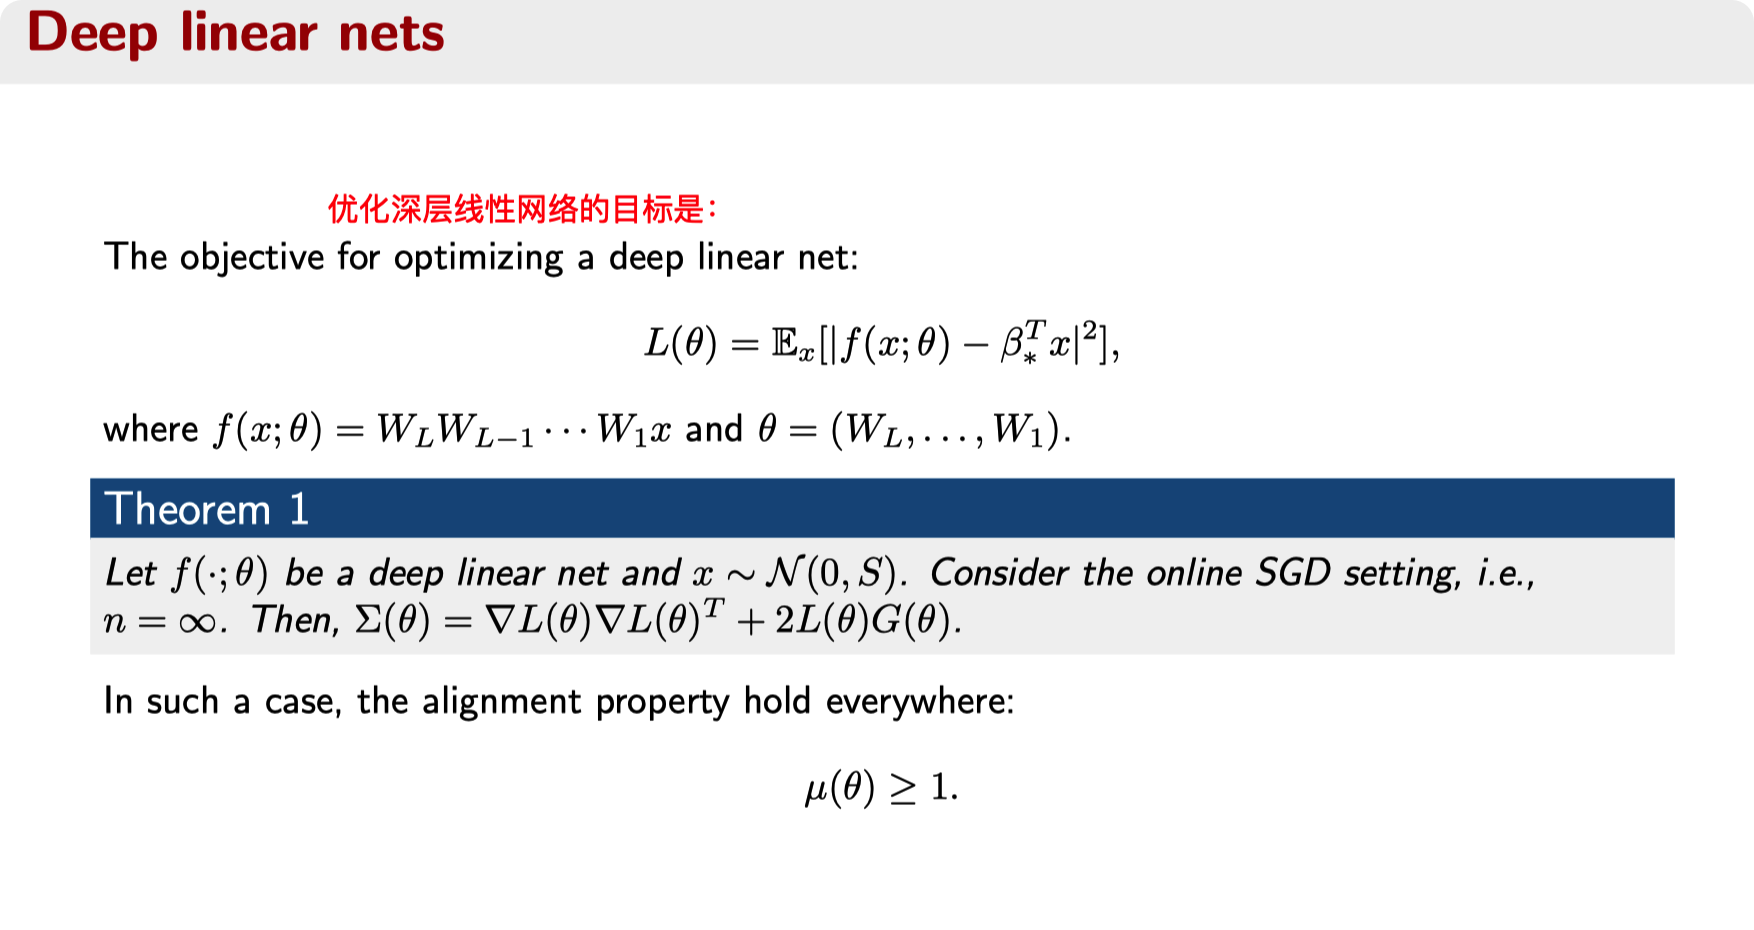 Deep linear nets
优化深层线性网络的目标是：
The objective for optimizing a deep linear net:
$L(\theta) = \mathbb{E}_x[|f(x;\theta) - \beta_*^T x|^2],$
where $f(x;\theta) = W_L W_{L-1} \cdots W_1 x$ and $\theta = (W_L, \ldots, W_1).$
Theorem 1
Let $f(\cdot;\theta)$ be a deep linear net and $x \sim \mathcal{N}(0, S)$. Consider the online SGD setting, i.e.,
$n = \infty$. Then, $\Sigma(\theta) = \nabla L(\theta) \nabla L(\theta)^T + 2L(\theta)G(\theta).$
In such a case, the alignment property hold everywhere:
$\mu(\theta) \geq 1.$